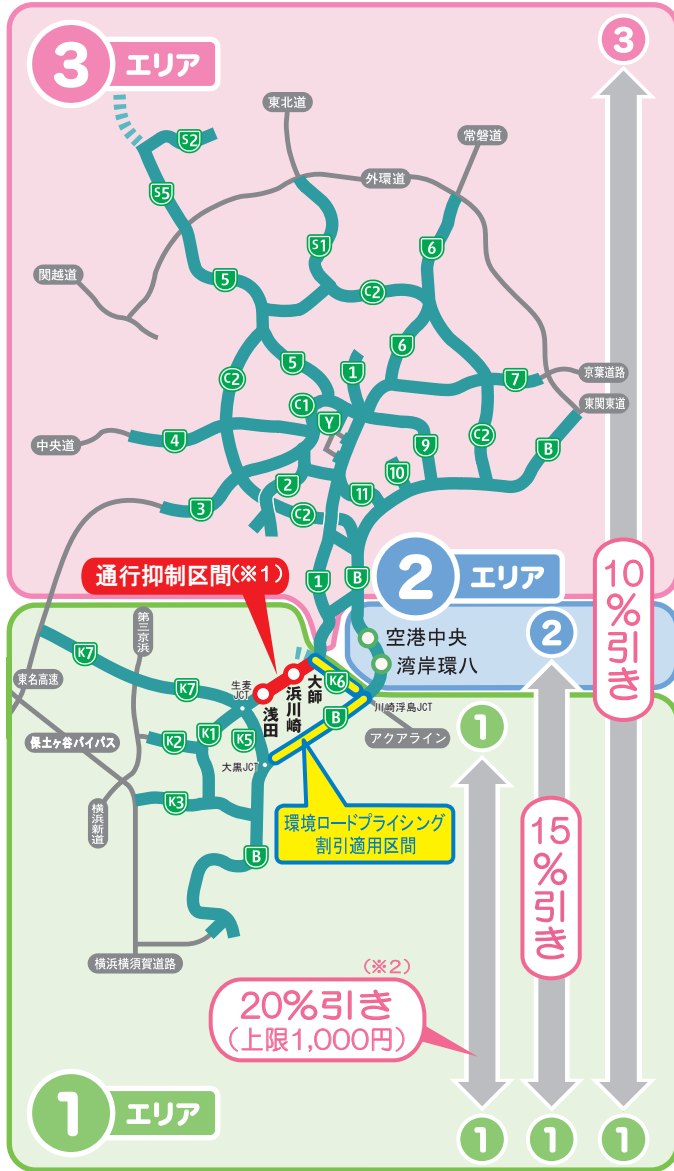 3 エリア
3
東北道
S2
常磐道
外環道
S5
S1
6
関越道
5
C2
5
1
6
C2
7
京葉道路
C1
東関東道
Y
4
9
C2
B
中央道
10
2
11
3
C2
通行抑制区間(※1)
1
B
2 エリア
10%引き
2
空港中央
湾岸環八
第三京浜
K7
K7
東名高速
生麦
JCT
浅田
浜川崎
大師
K6
川崎浮島JCT
B
アクアライン
1
保土ヶ谷バイパス
K2
K1
K5
大黒JCT
K3
横浜新道
環境ロードプライシング
割引適用区間
B
15%引き
横浜横須賀道路
(※2)
20%引き
(上限1,000円)
1 エリア
1
1
1